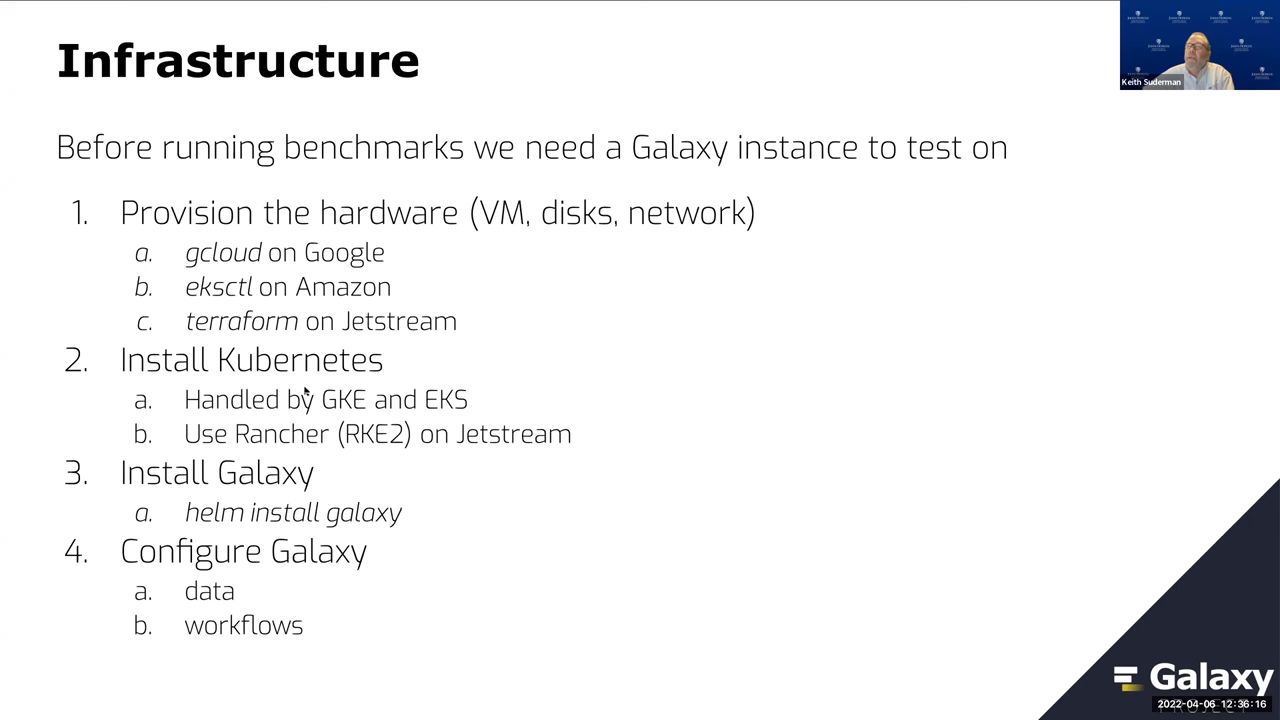 Infrastructure
Keith Suderman
Before running benchmarks we need a Galaxy instance to test on
1. Provision the hardware (VM, disks, network)
a. gcloud on Google
b. eksctl on Amazon
c. terraform on Jetstream
2. Install Kubernetes
a. Handled by GKE and EKS
b. Use Rancher (RKE2) on Jetstream
3. Install Galaxy
a. helm install galaxy
4. Configure Galaxy
a. data
b. workflows
Galaxy
2022-04-06 12:36:16